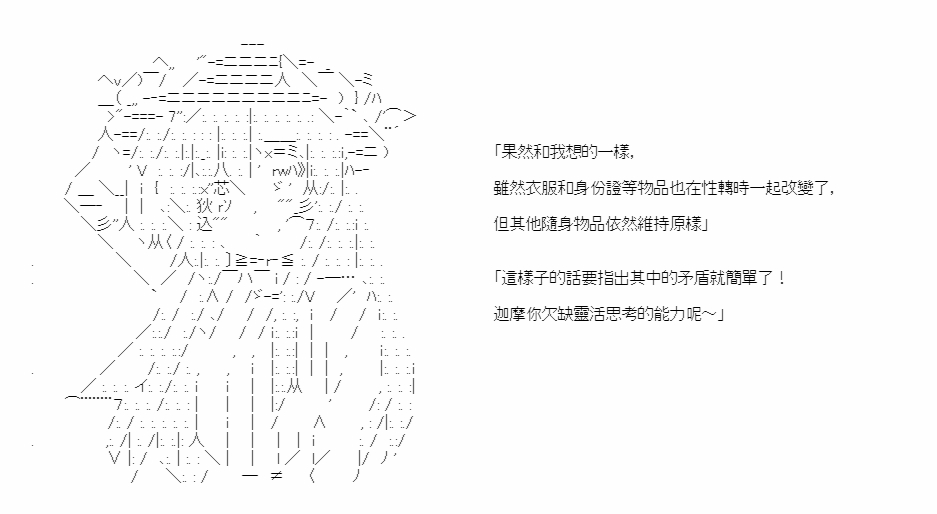 「果然和我想的一樣，
雖然衣服和身份證等物品也在性轉時一起改變了，
但其他隨身物品依然維持原樣」
「這樣子的話要指出其中的矛盾就簡單了！
迦摩你欠缺靈活思考的能力呢～」